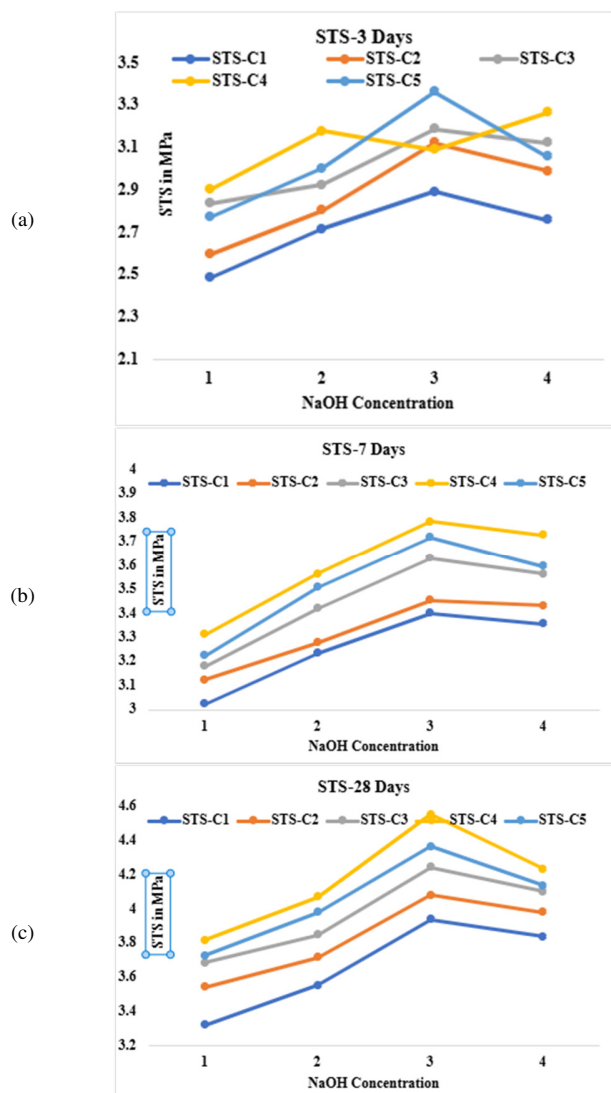 (a)
STS-3 Days
STS-C1 STS-C2 STS-C3
STS-C4 STS-C5
STS in MPa
3.5
3.3
3.1
2.9
2.7
2.5
2.3
2.1
1 2 3 4
NaOH Concentration
(b)
STS-7 Days
STS-C1 STS-C2 STS-C3 STS-C4 STS-C5
STS in MPa
4
3.9
3.8
3.7
3.6
3.5
3.4
3.3
3.2
3.1
3
1 2 3 4
NaOH Concentration
(c)
STS-28 Days
STS-C1 STS-C2 STS-C3 STS-C4 STS-C5
STS in MPa
4.6
4.4
4.2
4
3.8
3.6
3.4
3.2
1 2 3 4
NaOH Concentration